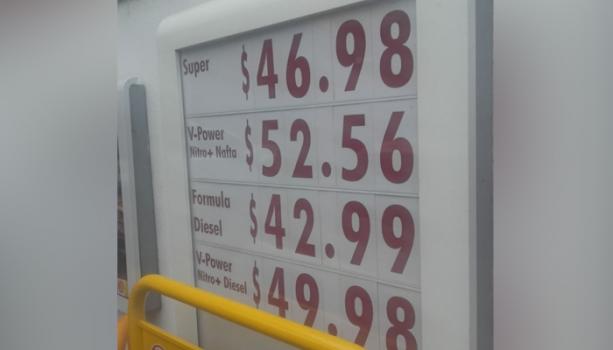 Super $46.98
V-Power $52.56
Nitro+ Nafta
Formula $42.99
Diesel
V-Power $49.98
Nitro+ Diesel